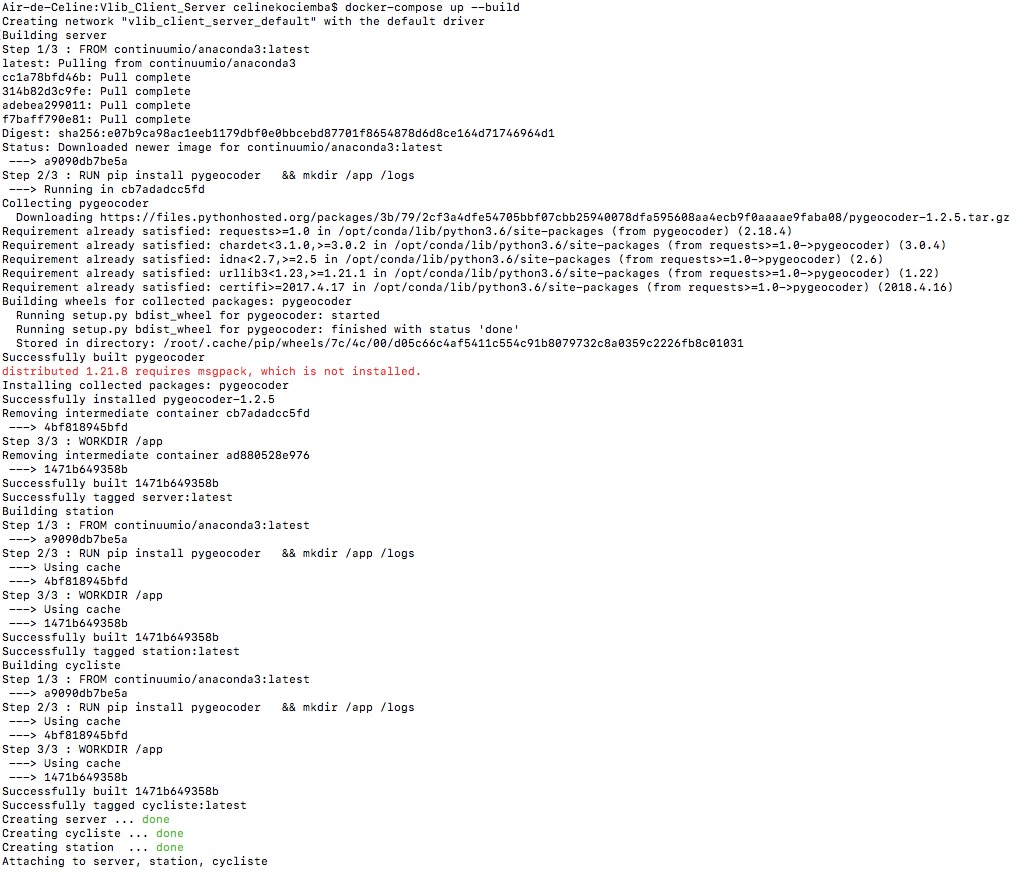 Air-de-Celine:Vlib_Client_Server celinekociemba$ docker-compose up --build
Creating network "vlib_client_server_default" with the default driver
Building server
Step 1/3 : FROM continuumio/anaconda3:latest
latest: Pulling from continuumio/anaconda3
cc1a78bfd46b: Pull complete
314b82d3c9fe: Pull complete
adebea299011: Pull complete
f7baff790e81: Pull complete
Digest: sha256:e07b9ca98ac1eeb1179dbf0e0bbcebd87701f8654878d6d8ce164d71746964d1
Status: Downloaded newer image for continuumio/anaconda3:latest
 ---> a9090db7be5a
Step 2/3 : RUN pip install pygeocoder   && mkdir /app /logs
 ---> Running in cb7adadcc5fd
Collecting pygeocoder
  Downloading https://files.pythonhosted.org/packages/3b/79/2cf3a4dfe54705bbf07cbb25940078dfa595608aa4ecb9f0aaaae9faba08/pygeocoder-1.2.5.tar.gz
Requirement already satisfied: requests>=1.0 in /opt/conda/lib/python3.6/site-packages (from pygeocoder) (2.18.4)
Requirement already satisfied: chardet<3.1.0,>=3.0.2 in /opt/conda/lib/python3.6/site-packages (from requests>=1.0->pygeocoder) (3.0.4)
Requirement already satisfied: idna<2.7,>=2.5 in /opt/conda/lib/python3.6/site-packages (from requests>=1.0->pygeocoder) (2.6)
Requirement already satisfied: urllib3<1.23,>=1.21.1 in /opt/conda/lib/python3.6/site-packages (from requests>=1.0->pygeocoder) (1.22)
Requirement already satisfied: certifi>=2017.4.17 in /opt/conda/lib/python3.6/site-packages (from requests>=1.0->pygeocoder) (2018.4.16)
Building wheels for collected packages: pygeocoder
  Running setup.py bdist_wheel for pygeocoder: started
  Running setup.py bdist_wheel for pygeocoder: finished with status 'done'
  Stored in directory: /root/.cache/pip/wheels/7c/4c/00/d05c66c4af5411c554c91b8079732c8a0359c2226fb8c01031
Successfully built pygeocoder
distributed 1.21.8 requires msgpack, which is not installed.
Installing collected packages: pygeocoder
Successfully installed pygeocoder-1.2.5
Removing intermediate container cb7adadcc5fd
 ---> 4bf818945bfd
Step 3/3 : WORKDIR /app
Removing intermediate container ad880528e976
 ---> 1471b649358b
Successfully built 1471b649358b
Successfully tagged server:latest
Building station
Step 1/3 : FROM continuumio/anaconda3:latest
 ---> a9090db7be5a
Step 2/3 : RUN pip install pygeocoder   && mkdir /app /logs
 ---> Using cache
 ---> 4bf818945bfd
Step 3/3 : WORKDIR /app
 ---> Using cache
 ---> 1471b649358b
Successfully built 1471b649358b
Successfully tagged station:latest
Building cycliste
Step 1/3 : FROM continuumio/anaconda3:latest
 ---> a9090db7be5a
Step 2/3 : RUN pip install pygeocoder   && mkdir /app /logs
 ---> Using cache
 ---> 4bf818945bfd
Step 3/3 : WORKDIR /app
 ---> Using cache
 ---> 1471b649358b
Successfully built 1471b649358b
Successfully tagged cycliste:latest
Creating server ... done
Creating cycliste ... done
Creating station  ... done
Attaching to server, station, cycliste